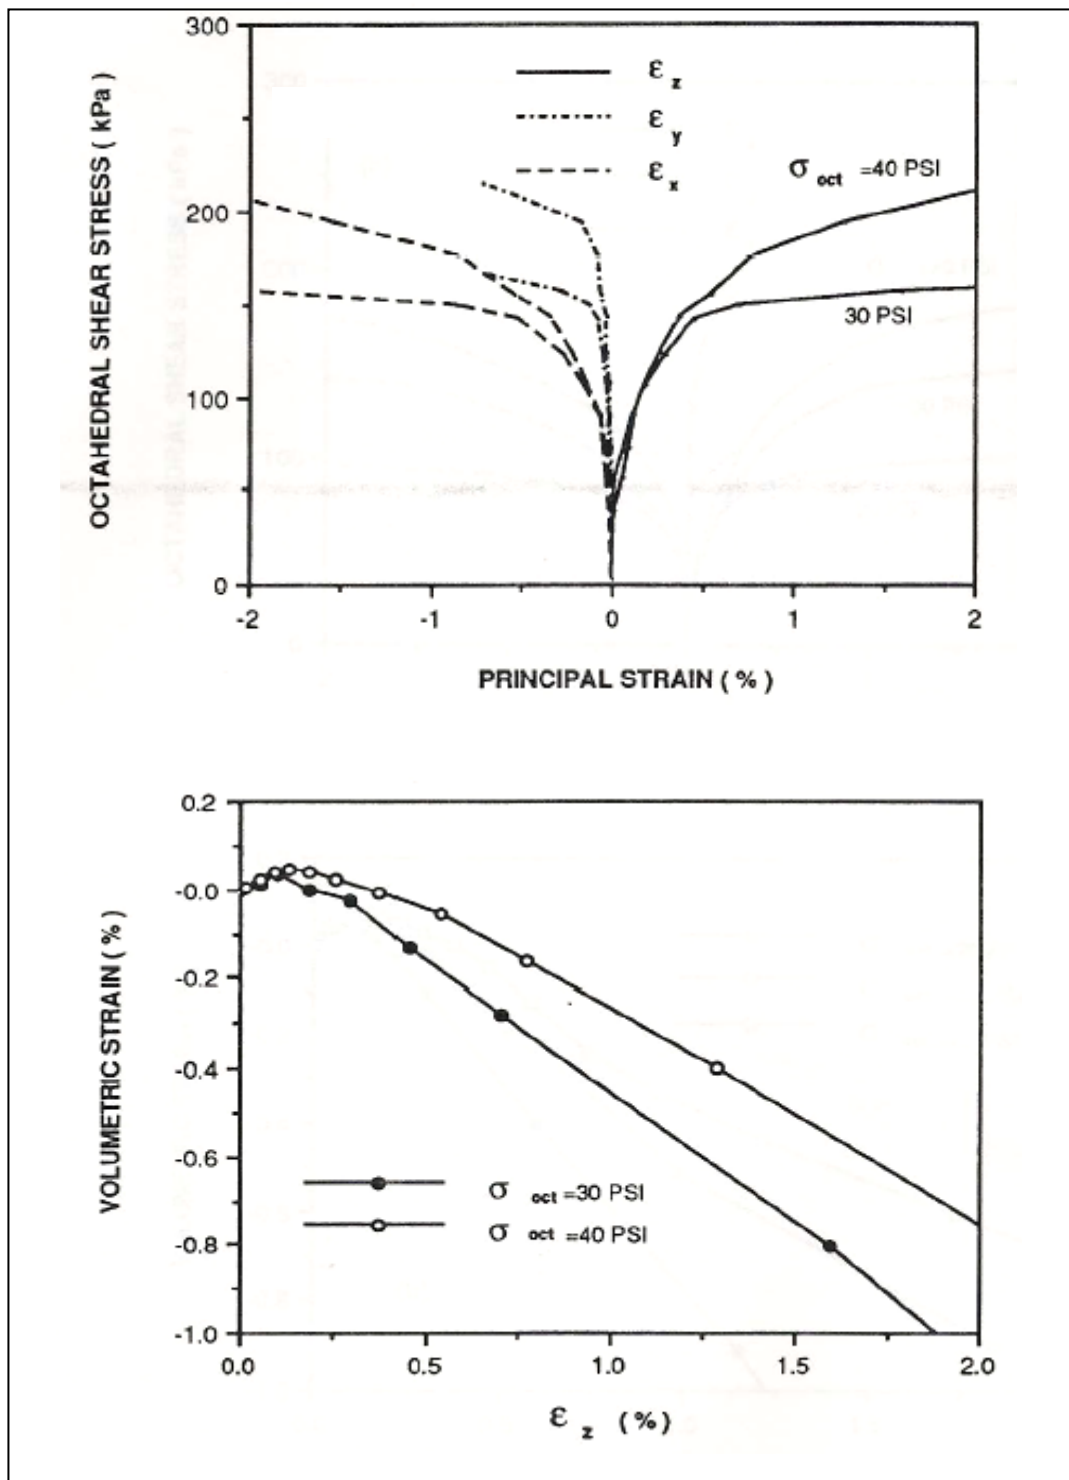 300
200
100
0
-2
-1
0
1
2
OCTAHEDRAL SHEAR STRESS ( kPa )
ε z
ε y
ε x
σ oct =40 PSI
30 PSI
PRINCIPAL STRAIN ( % )
0.2
-0.0
-0.2
-0.4
-0.6
-0.8
-1.0
0.0
0.5
1.0
1.5
2.0
VOLUMETRIC STRAIN ( % )
σ oct =30 PSI
σ oct =40 PSI
ε z (%)